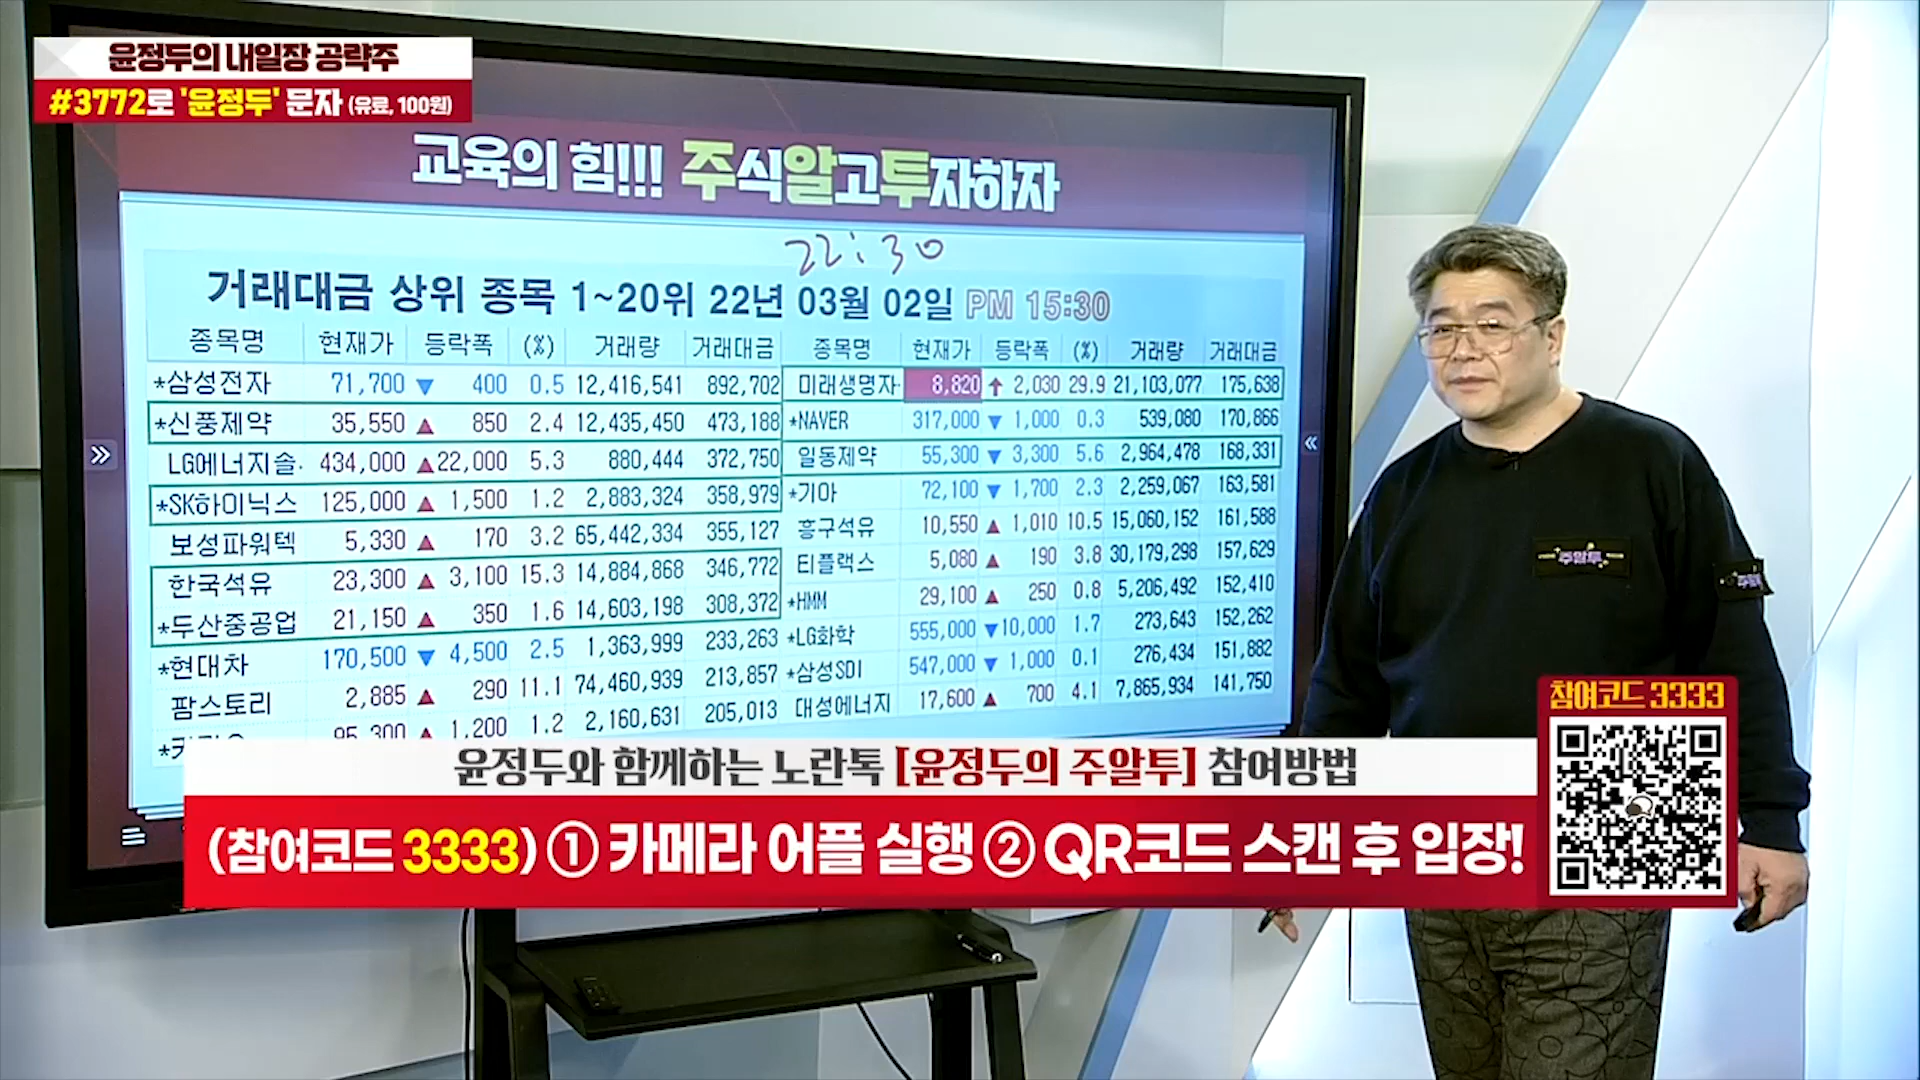 윤정두의 내일장 공략주
#3772로 '윤정두' 문자 (유료, 100원)
교육의 힘!!! 주식알고투자하자
22:30
거래대금 상위 종목 1~20위 22년 03월 02일 PM 15:30
종목명 현재가 등락폭 (%) 거래량 거래대금 종목명 현재가 등락폭 (%) 거래량 거래대금
*삼성전자 71,700 ▼ 400 0.5 12,416,541 892,702 미래생명자 8,820 ↑ 2,030 29.9 21,103,077 175,638
*신풍제약 35,550 ▲ 850 2.4 12,435,450 473,188 *NAVER 317,000 ▼ 1,000 0.3 539,080 170,866
LG에너지솔 434,000 ▲ 22,000 5.3 880,444 372,750 일동제약 55,300 ▼ 3,300 5.6 2,964,478 168,331
*SK하이닉스 125,000 ▲ 1,500 1.2 2,883,324 358,979 *기아 72,100 ▼ 1,700 2.3 2,259,067 163,581
보성파워텍 5,330 ▲ 170 3.2 65,442,334 355,127 흥구석유 10,550 ▲ 1,010 10.5 15,060,152 161,588
한국석유 23,300 ▲ 3,100 15.3 14,884,868 346,772 티플랙스 5,080 ▲ 190 3.8 30,179,298 157,629
*두산중공업 21,150 ▲ 350 1.6 14,603,198 308,372 *HMM 29,100 ▲ 250 0.8 5,206,492 152,410
*현대차 170,500 ▼ 4,500 2.5 1,363,999 233,263 *LG화학 555,000 ▼ 10,000 1.7 273,643 152,262
팜스토리 2,885 ▲ 290 11.1 74,460,939 213,857 *삼성SDI 547,000 ▼ 1,000 0.1 276,434 151,882
95,300 ▲ 1,200 1.2 2,160,631 205,013 대성에너지 17,600 ▲ 700 4.1 7,865,934 141,750
주알투
참여코드 3333
윤정두와 함께하는 노란톡 [윤정두의 주알투] 참여방법
(참여코드 3333) ① 카메라 어플 실행 ② QR코드 스캔 후 입장!